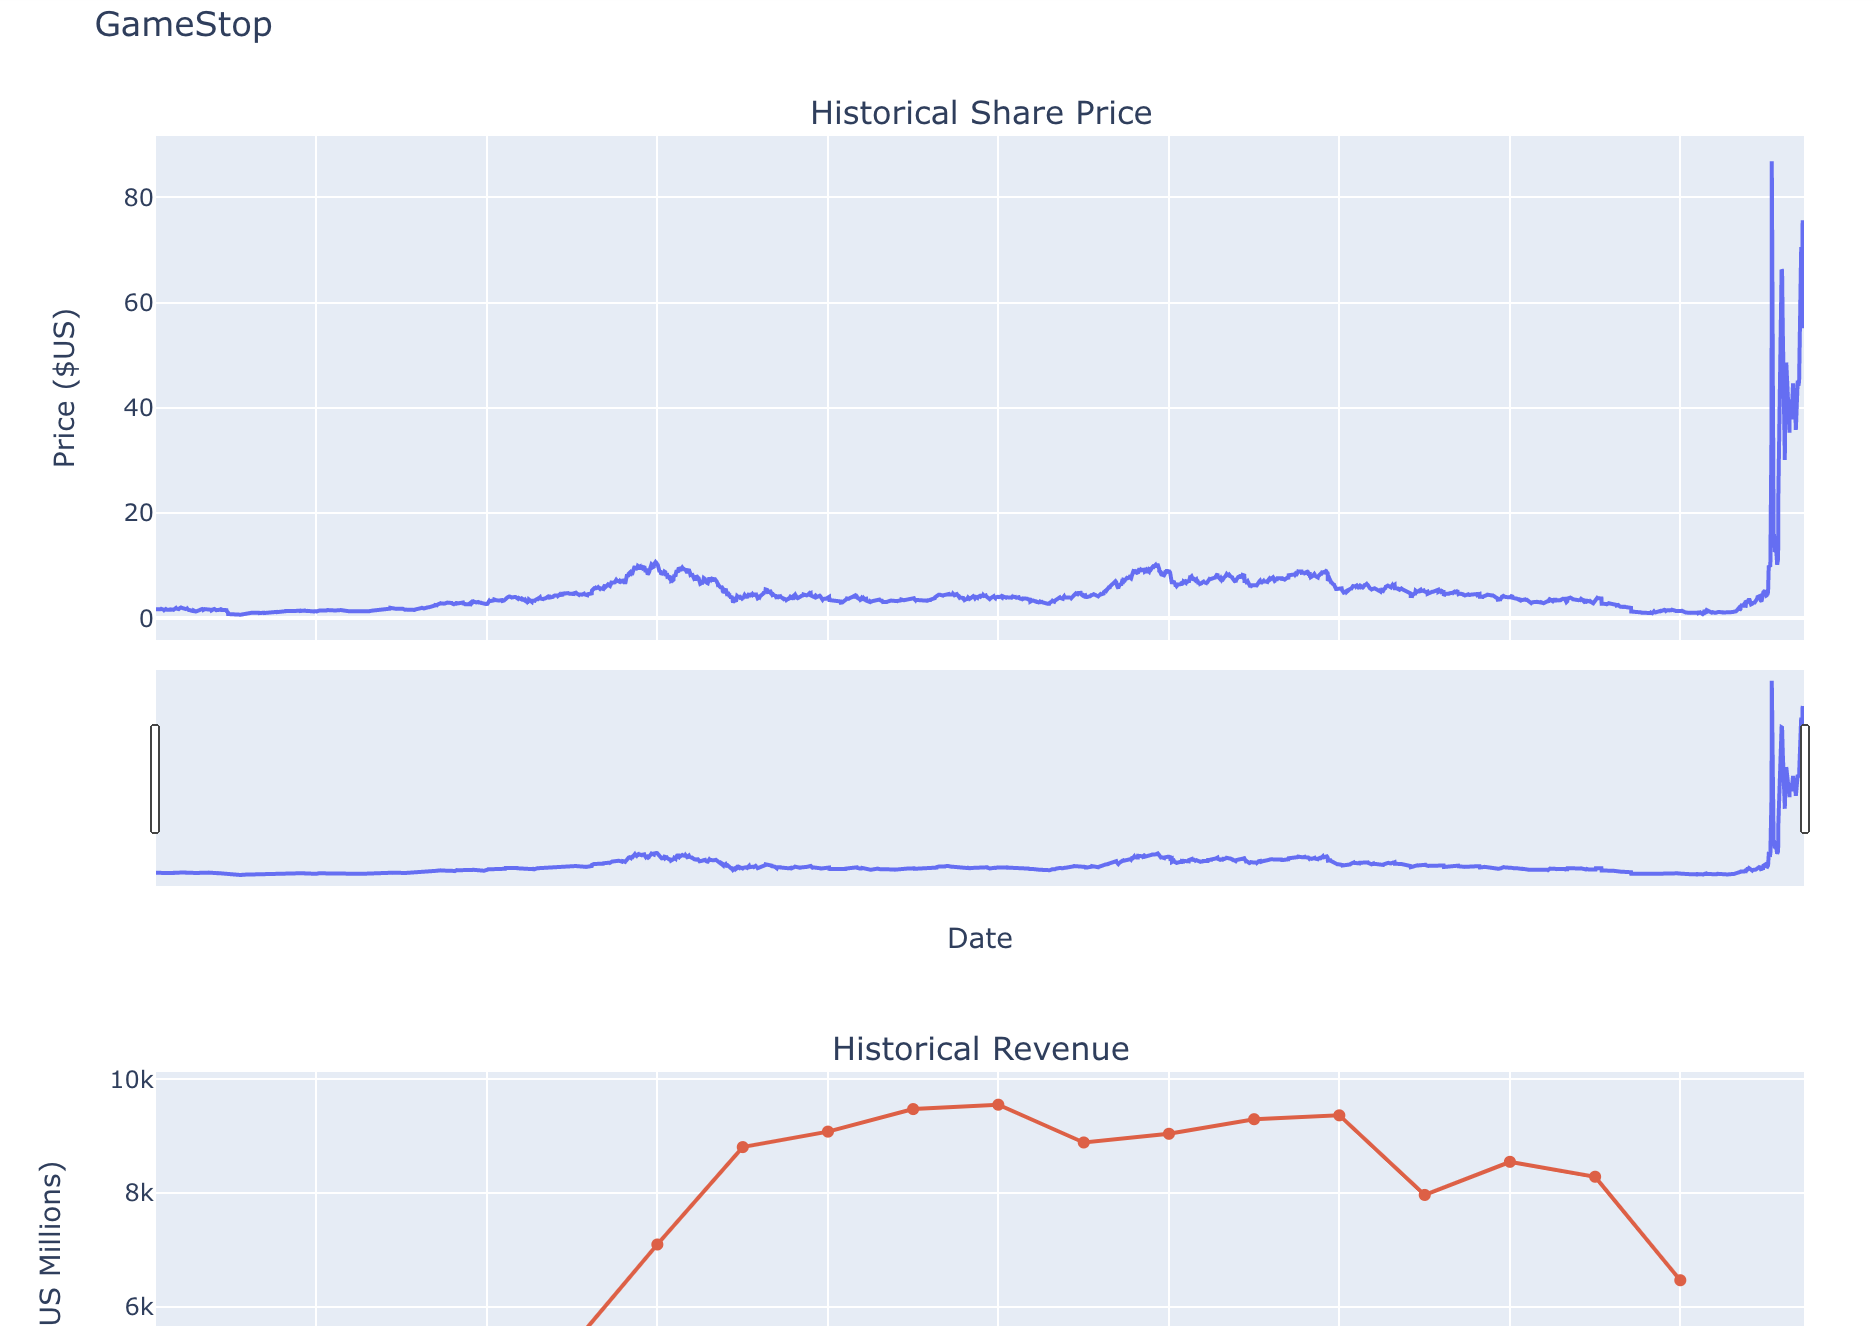 GameStop
Historical Share Price
80
60
40
20
0
Price ($US)
Date
Historical Revenue
10k
8k
6k
US Millions)